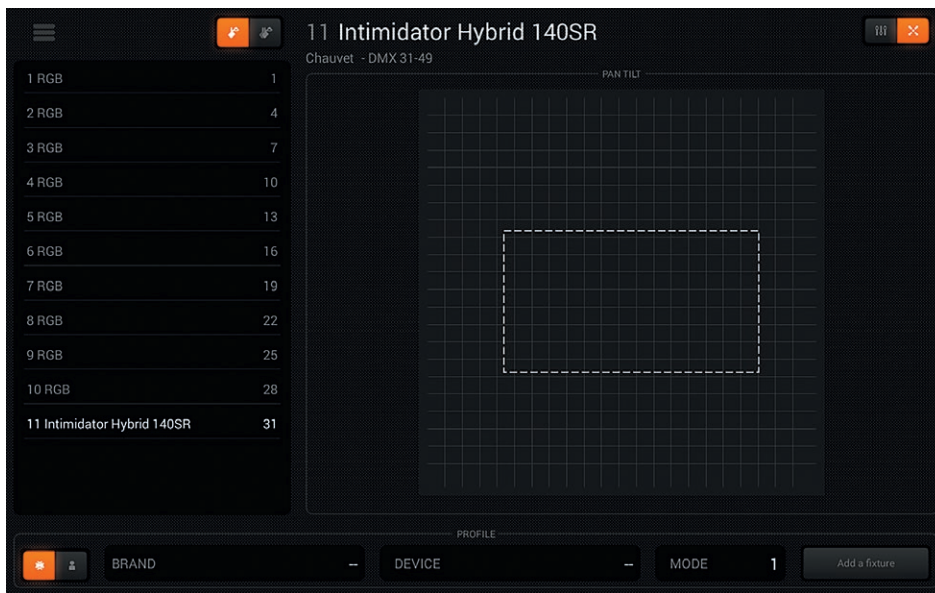 11 Intimidator Hybrid 140SR
Chauvet - DMX 31-49
1 RGB 1
2 RGB 4
3 RGB 7
4 RGB 10
5 RGB 13
6 RGB 16
7 RGB 19
8 RGB 22
9 RGB 25
10 RGB 28
11 Intimidator Hybrid 140SR 31
PAN TILT
PROFILE
BRAND --
DEVICE --
MODE 1
Add a fixture